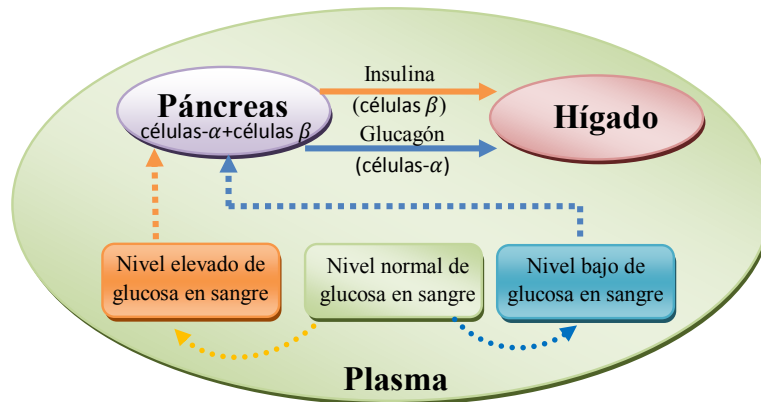 Insulina
(células β)
Páncreas
células-α+células β
Glucagón
(células-α)
Hígado
Nivel elevado de
glucosa en sangre
Nivel normal de
glucosa en sangre
Nivel bajo de
glucosa en sangre
Plasma